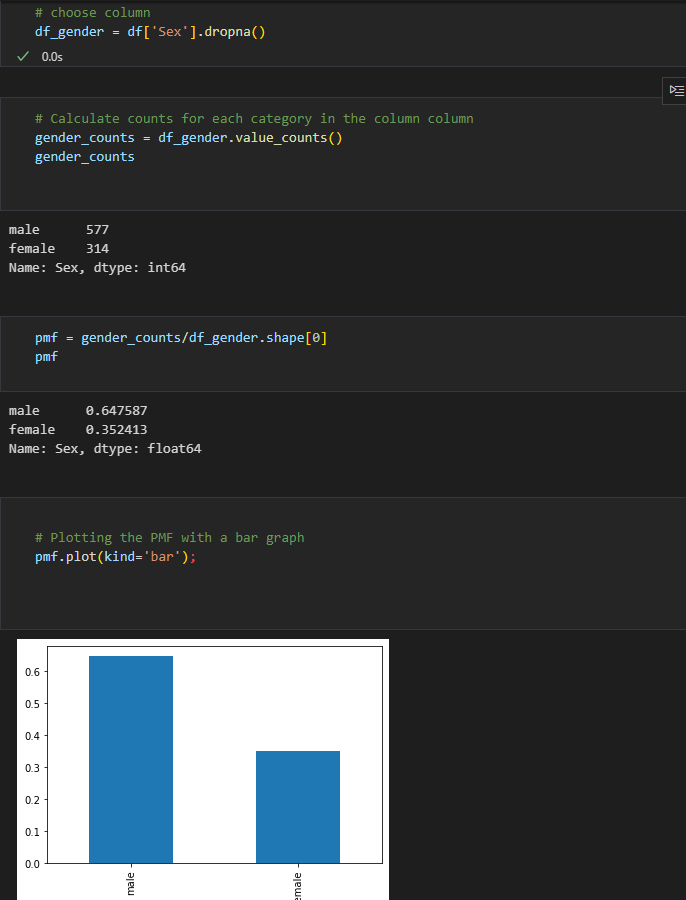 # choose column
df_gender = df['Sex'].dropna()
0.0s
# Calculate counts for each category in the column column
gender_counts = df_gender.value_counts()
gender_counts
male      577
female    314
Name: Sex, dtype: int64
pmf = gender_counts/df_gender.shape[0]
pmf
male      0.647587
female    0.352413
Name: Sex, dtype: float64
# Plotting the PMF with a bar graph
pmf.plot(kind='bar');
0.6
0.5
0.4
0.3
0.2
0.1
0.0
male
emale